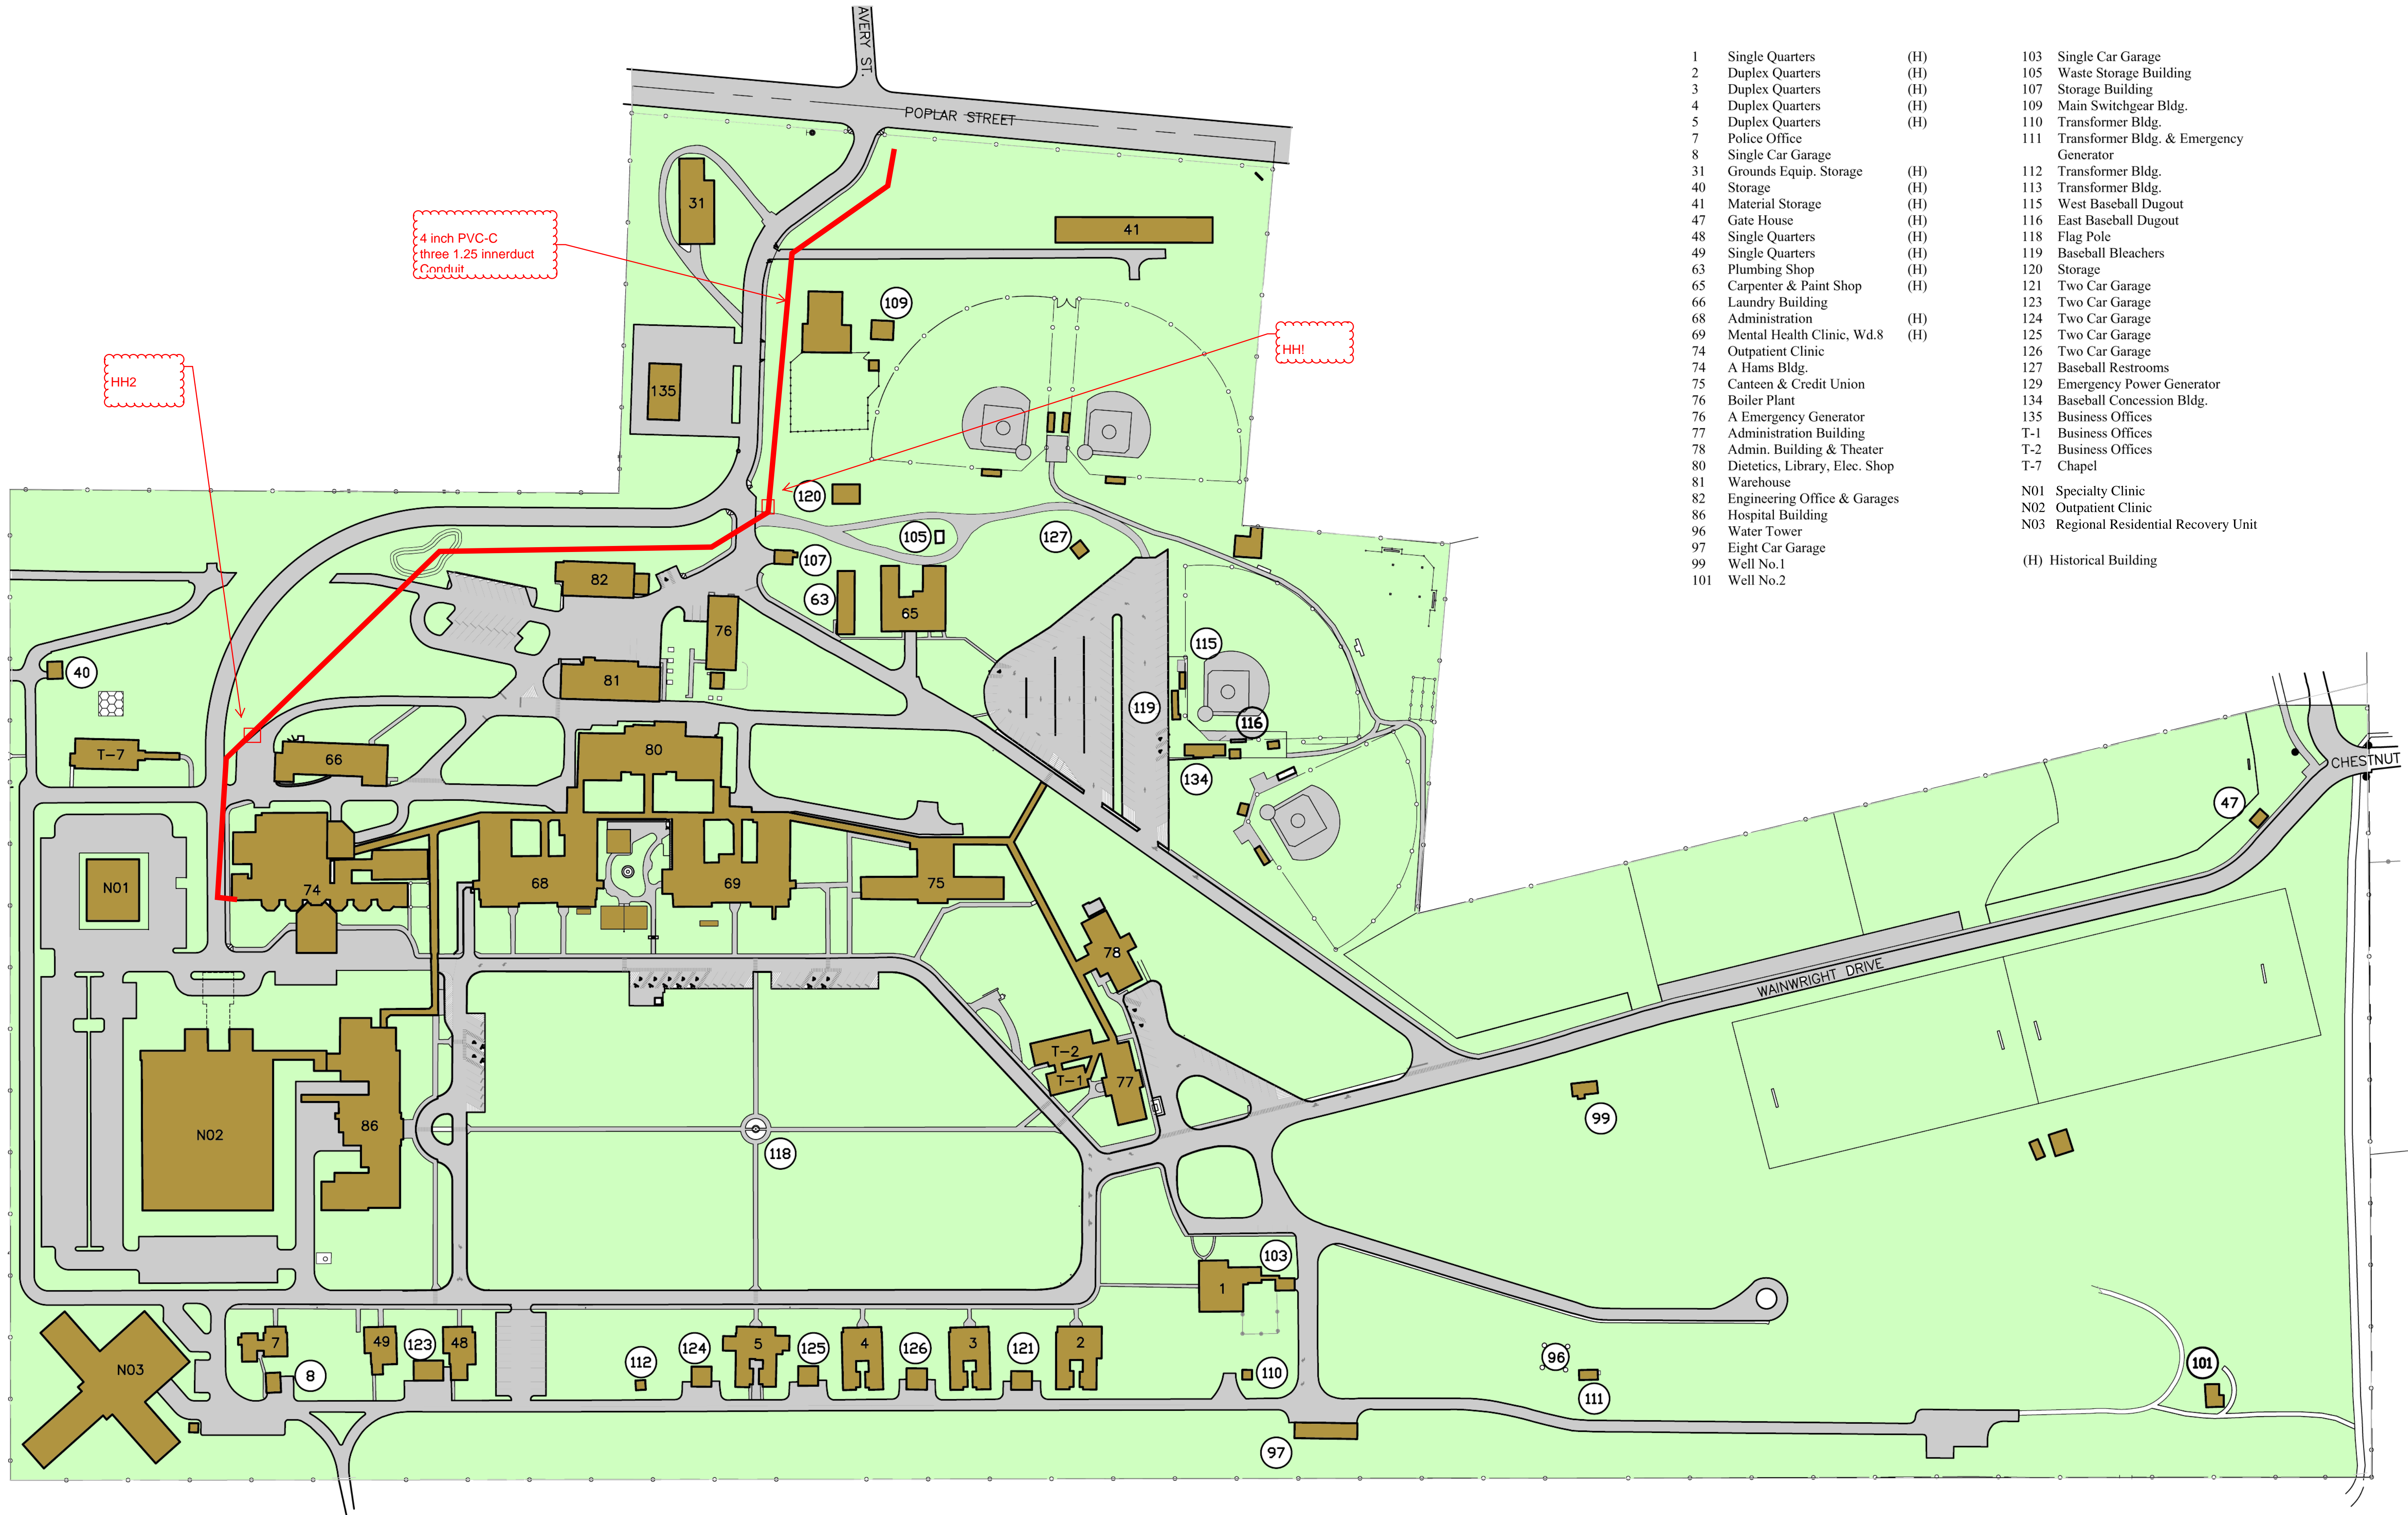 AVERY ST.
POPLAR STREET
4 inch PVC-C
three 1.25 innerduct
Conduit
HH!
HH2
31
41
109
135
120
105
127
107
82
63
65
76
40
81
115
119
116
T-7
66
80
134
47
CHESTNUT
N01
74
68
69
75
78
WAINWRIGHT DRIVE
T-2
T-1
77
99
N02
86
118
103
1
7
49
123
48
5
4
3
2
112
124
125
126
121
8
N03
110
96
111
101
97
1 Single Quarters (H)
2 Duplex Quarters (H)
3 Duplex Quarters (H)
4 Duplex Quarters (H)
5 Duplex Quarters (H)
7 Police Office
8 Single Car Garage
31 Grounds Equip. Storage (H)
40 Storage (H)
41 Material Storage (H)
47 Gate House (H)
48 Single Quarters (H)
49 Single Quarters (H)
63 Plumbing Shop (H)
65 Carpenter & Paint Shop (H)
66 Laundry Building
68 Administration (H)
69 Mental Health Clinic, Wd.8 (H)
74 Outpatient Clinic
74 A Hams Bldg.
75 Canteen & Credit Union
76 Boiler Plant
76 A Emergency Generator
77 Administration Building
78 Admin. Building & Theater
80 Dietetics, Library, Elec. Shop
81 Warehouse
82 Engineering Office & Garages
86 Hospital Building
96 Water Tower
97 Eight Car Garage
99 Well No.1
101 Well No.2
103 Single Car Garage
105 Waste Storage Building
107 Storage Building
109 Main Switchgear Bldg.
110 Transformer Bldg.
111 Transformer Bldg. & Emergency
Generator
112 Transformer Bldg.
113 Transformer Bldg.
115 West Baseball Dugout
116 East Baseball Dugout
118 Flag Pole
119 Baseball Bleachers
120 Storage
121 Two Car Garage
123 Two Car Garage
124 Two Car Garage
125 Two Car Garage
126 Two Car Garage
127 Baseball Restrooms
129 Emergency Power Generator
134 Baseball Concession Bldg.
135 Business Offices
T-1 Business Offices
T-2 Business Offices
T-7 Chapel
N01 Specialty Clinic
N02 Outpatient Clinic
N03 Regional Residential Recovery Unit
(H) Historical Building